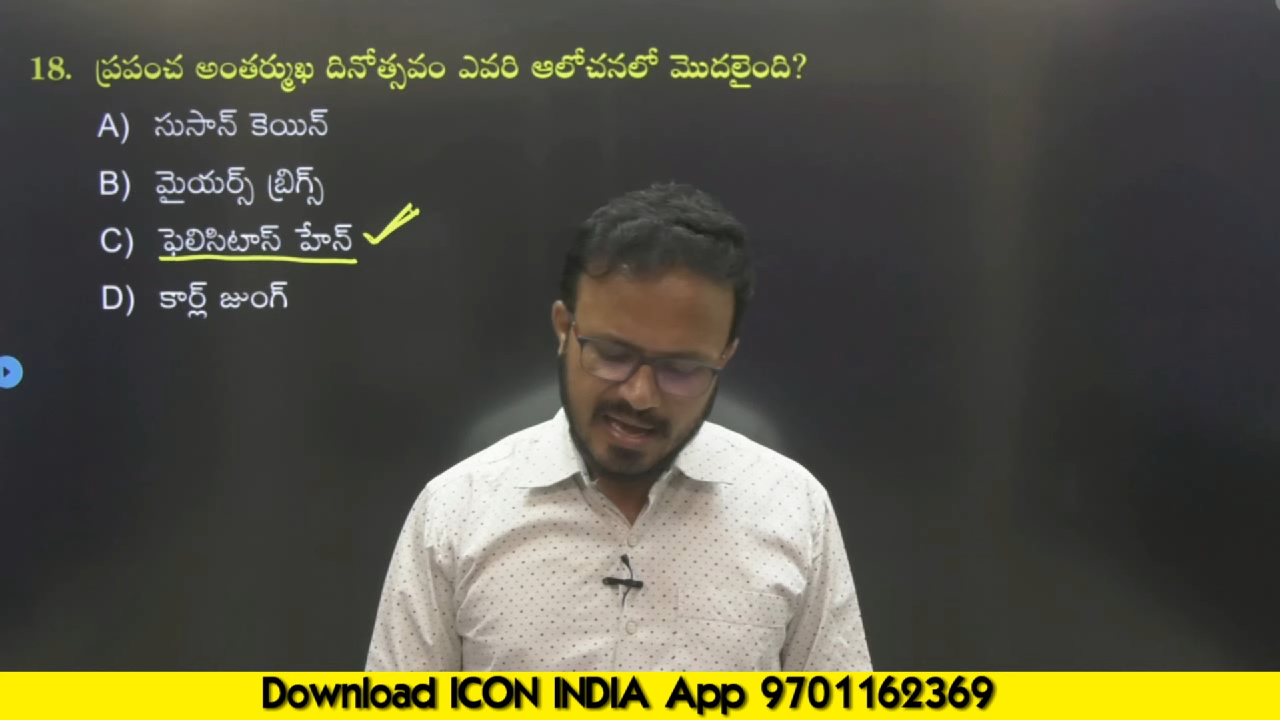 18. ప్రపంచ అంతర్ముఖ దినోత్సవం ఎవరి ఆలోచనలో మొదలైంది?
A) సుసాన్ కెయిన్
B) మైయర్స్ బ్రిగ్స్
C) ఫెలిసిటాస్ హేన్
D) కార్ల్ జుంగ్
Download ICON INDIA App 9701162369